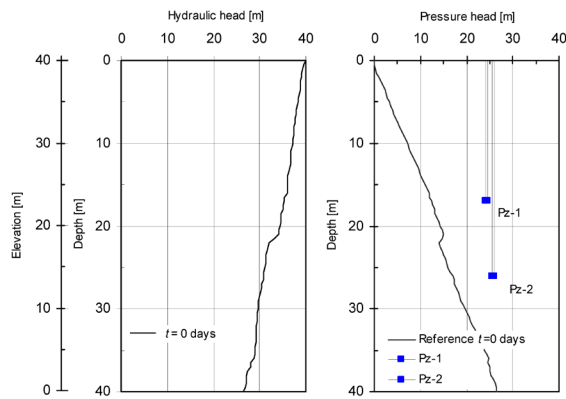 Hydraulic head [m]
0 10 20 30 40
Elevation [m]
40
30
20
10
0
Depth [m]
0
10
20
30
40
t = 0 days
Pressure head [m]
0 10 20 30 40
Depth [m]
0
10
20
30
40
Pz-1
Pz-2
Reference t=0 days
Pz-1
Pz-2